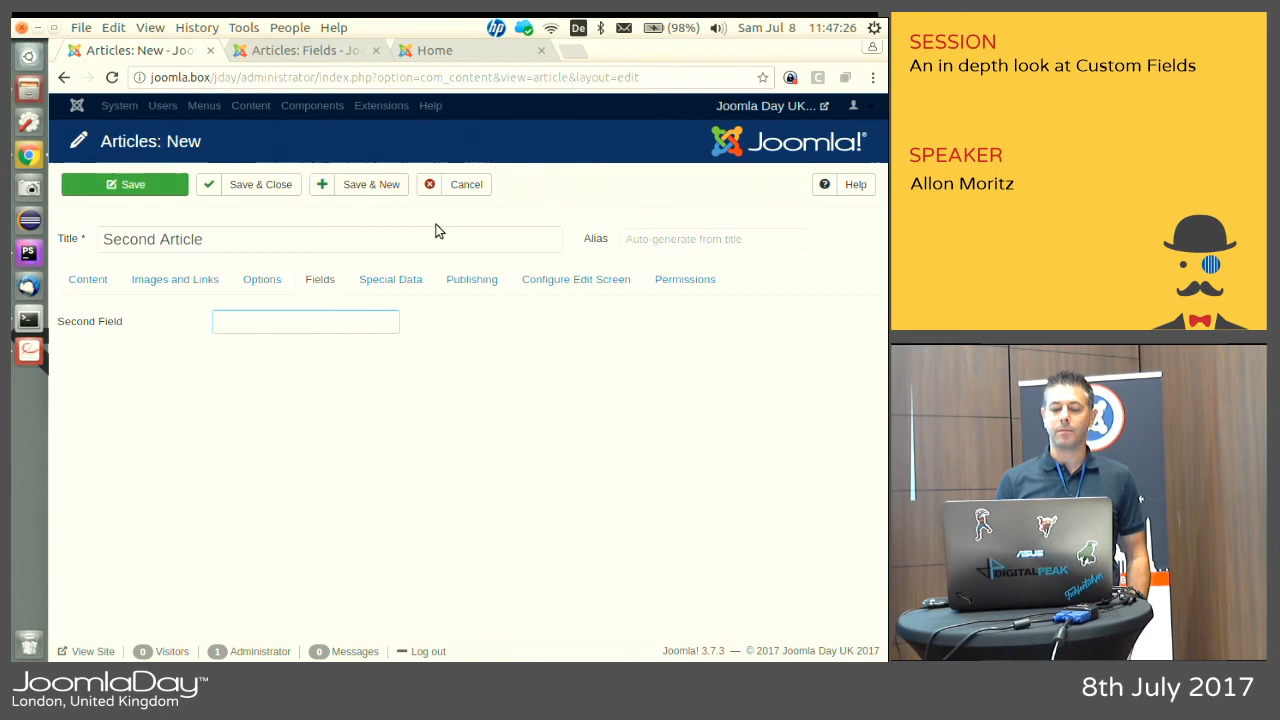 File Edit View History Tools People Help
De (98%) Sam Jul 8 11:47:26
Articles: New - Joo
Articles: Fields - Joo
Home
joomla.box/jday/administrator/index.php?option=com_content&view=article&layout=edit
System Users Menus Content Components Extensions Help
Joomla Day UK...
Articles: New
Joomla!
Save
Save & Close
Save & New
Cancel
Help
Title * Second Article
Alias Auto-generate from title
Content Images and Links Options Fields Special Data Publishing Configure Edit Screen Permissions
Second Field
View Site 0 Visitors 1 Administrator 0 Messages Log out
Joomla! 3.7.3 — © 2017 Joomla Day UK 2017
SESSION
An in depth look at Custom Fields
SPEAKER
Allon Moritz
ASUS
DIGITALPEAK
JoomlaDay™
London, United Kingdom
8th July 2017